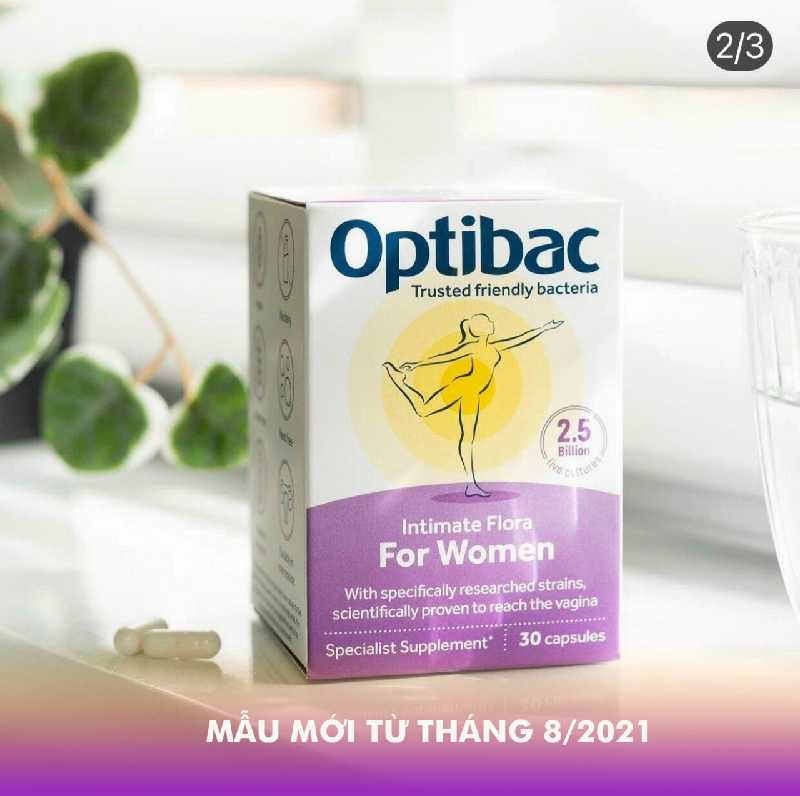 2/3
Optibac
Trusted friendly bacteria
2.5
Billion
live cultures
Intimate Flora
For Women
With specifically researched strains,
scientifically proven to reach the vagina
Specialist Supplement*
30 capsules
MẪU MỚI TỪ THÁNG 8/2021